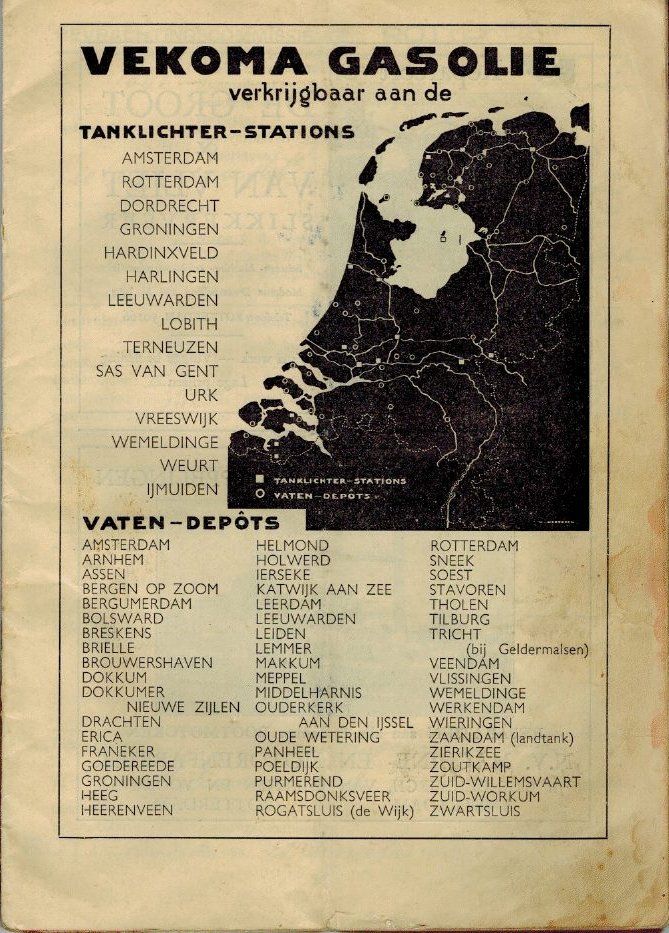 VEKOMA GASOLIE
verkrijgbaar aan de
TANKLICHTER-STATIONS
AMSTERDAM
ROTTERDAM
DORDRECHT
GRONINGEN
HARDINXVELD
HARLINGEN
LEEUWARDEN
LOBITH
TERNEUZEN
SAS VAN GENT
URK
VREESWIJK
WEMELDINGE
WEURT
IJMUIDEN
TANKLICHTER-STATIONS
VATEN-DEPÔTS
VATEN-DEPÔTS
AMSTERDAM
ARNHEM
ASSEN
BERGEN OP ZOOM
BERGUMERDAM
BOLSWARD
BRESKENS
BRIELLE
BROUWERSHAVEN
DOKKUM
DOKKUMER
NIEUWE ZIJLEN
DRACHTEN
ERICA
FRANEKER
GOEDEREEDE
GRONINGEN
HEEG
HEERENVEEN
HELMOND
HOLWERD
IERSEKE
KATWIJK AAN ZEE
LEERDAM
LEEUWARDEN
LEIDEN
LEMMER
MAKKUM
MEPPEL
MIDDELHARNIS
OUDERKERK
AAN DEN IJSSEL
OUDE WETERING
PANHEEL
POELDIJK
PURMEREND
RAAMSDONKSVEER
ROGATSLUIS (de Wijk)
ROTTERDAM
SNEEK
SOEST
STAVOREN
THOLEN
TILBURG
TRICHT
(bij Geldermalsen)
VEENDAM
VLISSINGEN
WEMELDINGE
WERKENDAM
WIERINGEN
ZAANDAM (landtank)
ZIERIKZEE
ZOUTKAMP
ZUID-WILLEMSVAART
ZUID-WORKUM
ZWARTSLUIS